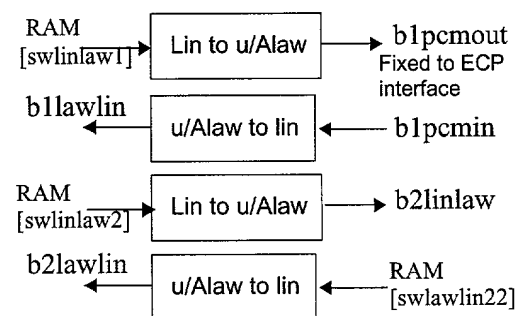 RAM
[swlinlaw1]
Lin to u/Alaw
b1pcmout
Fixed to ECP
interface
b1lawlin
u/Alaw to lin
b1pcmin
RAM
[swlinlaw2]
Lin to u/Alaw
b2linlaw
b2lawlin
u/Alaw to lin
RAM
[swlawlin22]